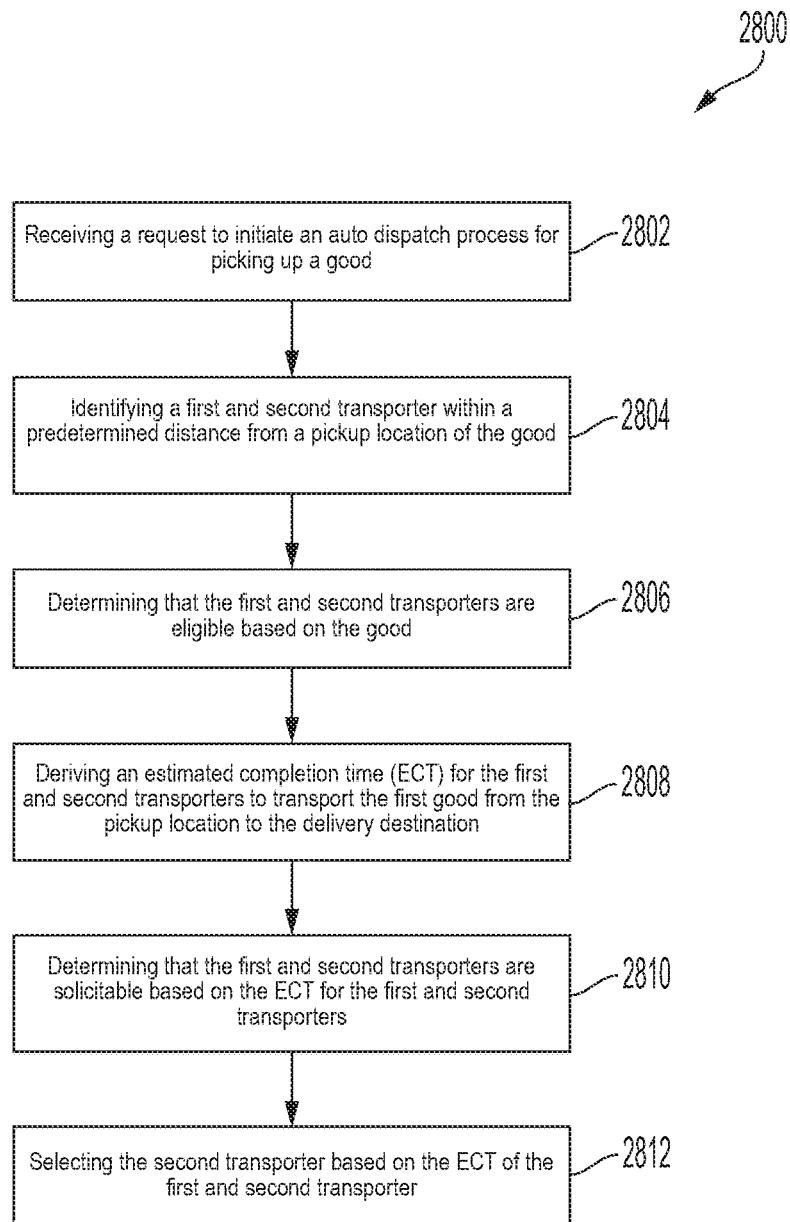 2800
Receiving a request to initiate an auto dispatch process for
picking up a good
2802
Identifying a first and second transporter within a
predetermined distance from a pickup location of the good
2804
Determining that the first and second transporters are
eligible based on the good
2806
Deriving an estimated completion time (ECT) for the first
and second transporters to transport the first good from the
pickup location to the delivery destination
2808
Determining that the first and second transporters are
solicitable based on the ECT for the first and second
transporters
2810
Selecting the second transporter based on the ECT of the
first and second transporter
2812